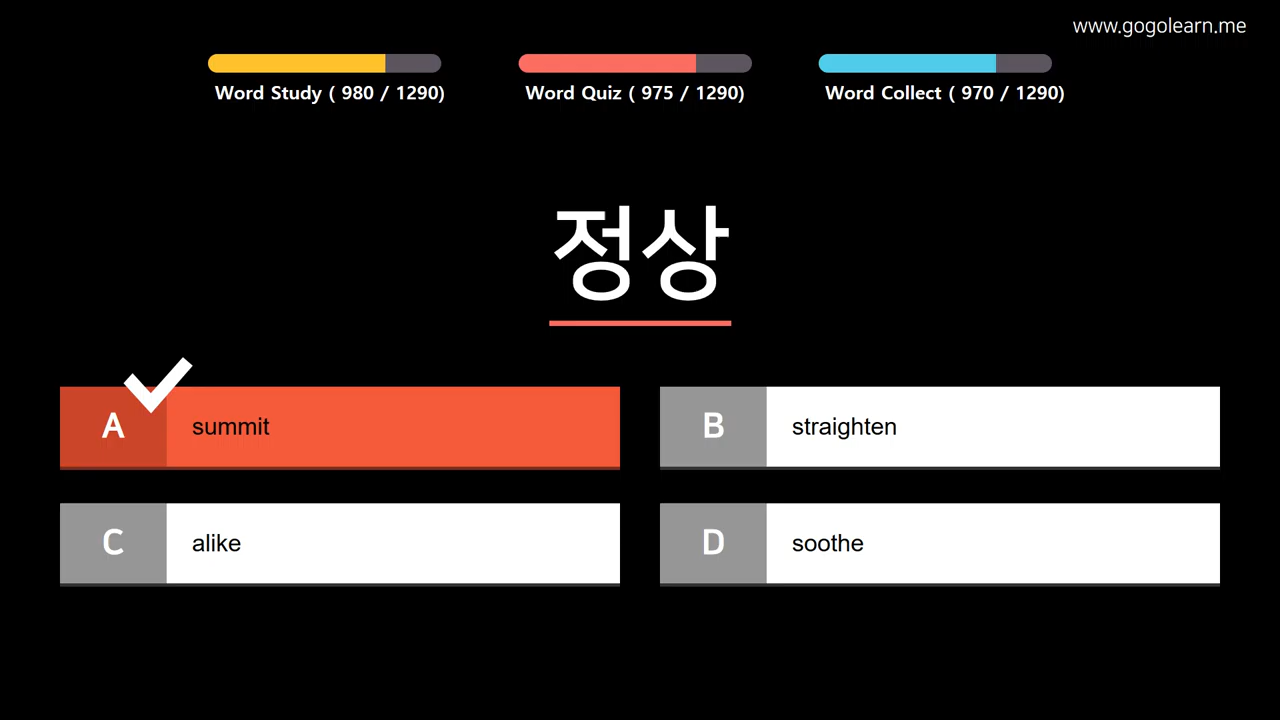 www.gogolearn.me
Word Study ( 980 / 1290)
Word Quiz ( 975 / 1290)
Word Collect ( 970 / 1290)
정상
A
summit
B
straighten
C
alike
D
soothe